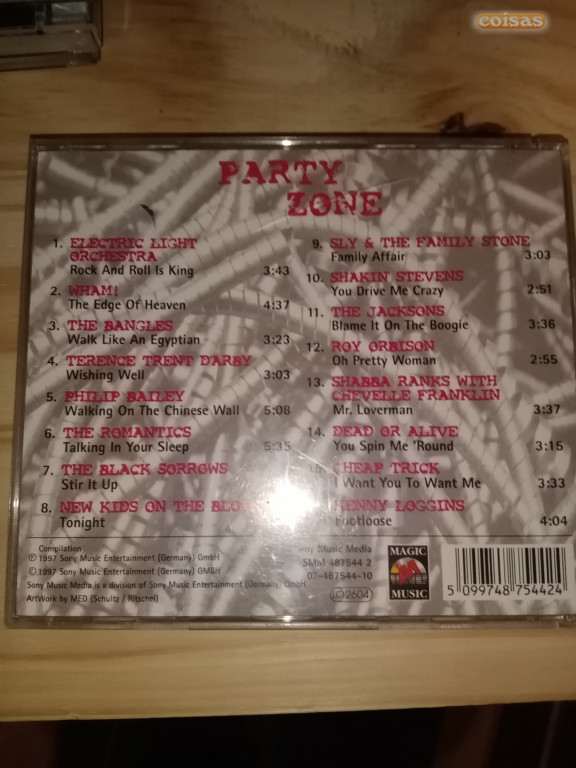 coisas
PARTY
ZONE
1. ELECTRIC LIGHT
ORCHESTRA
Rock And Roll Is King 3:43
2. WHAM!
The Edge Of Heaven 4:37
3. THE BANGLES
Walk Like An Egyptian 3:23
4. TERENCE TRENT D'ARBY
Wishing Well 3:03
5. PHILIP BAILEY
Walking On The Chinese Wall 5:08
6. THE ROMANTICS
Talking In Your Sleep 5:35
7. THE BLACK SORROWS
Stir It Up
8. NEW KIDS ON THE
Tonight
9. SLY & THE FAMILY STONE
Family Affair 3:03
10. SHAKIN' STEVENS
You Drive Me Crazy 2:51
11. THE JACKSONS
Blame It On The Boogie 3:36
12. ROY ORBISON
Oh Pretty Woman 2:55
13. SHABBA RANKS WITH
CHEVELLE FRANKLIN
Mr. Loverman 3:37
14. DEAD OR ALIVE
You Spin Me 'Round 3:15
CHEAP TRICK
I Want You To Want Me 3:33
KENNY LOGGINS
Footloose 4:04
Compilation
℗ 1997 Sony Music Entertainment (Germany) GmbH
© 1997 Sony Music Entertainment (Germany) GMBH
Sony Music Media is a division of Sony Music Entertainment (Germany) GmbH
ArtWork by MED (Schultz / Ritschel)
Sony Music Media
SMM 487544 2
02-487544-10
LC 2604
MAGIC
MUSIC
5 099748 754424